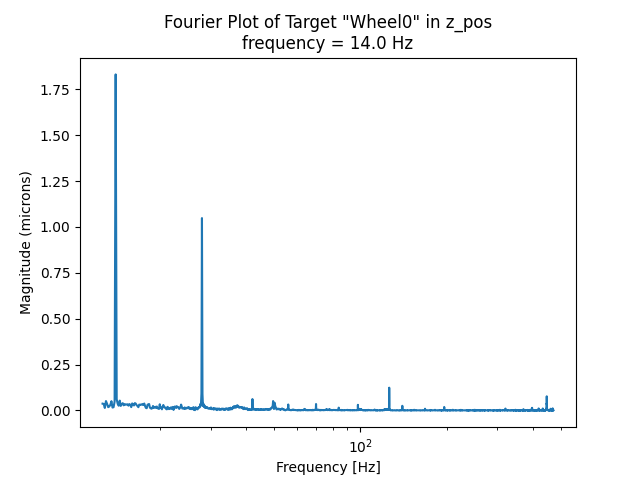 Fourier Plot of Target "Wheel0" in z_pos
frequency = 14.0 Hz
Magnitude (microns)
1.75
1.50
1.25
1.00
0.75
0.50
0.25
0.00
10²
Frequency [Hz]